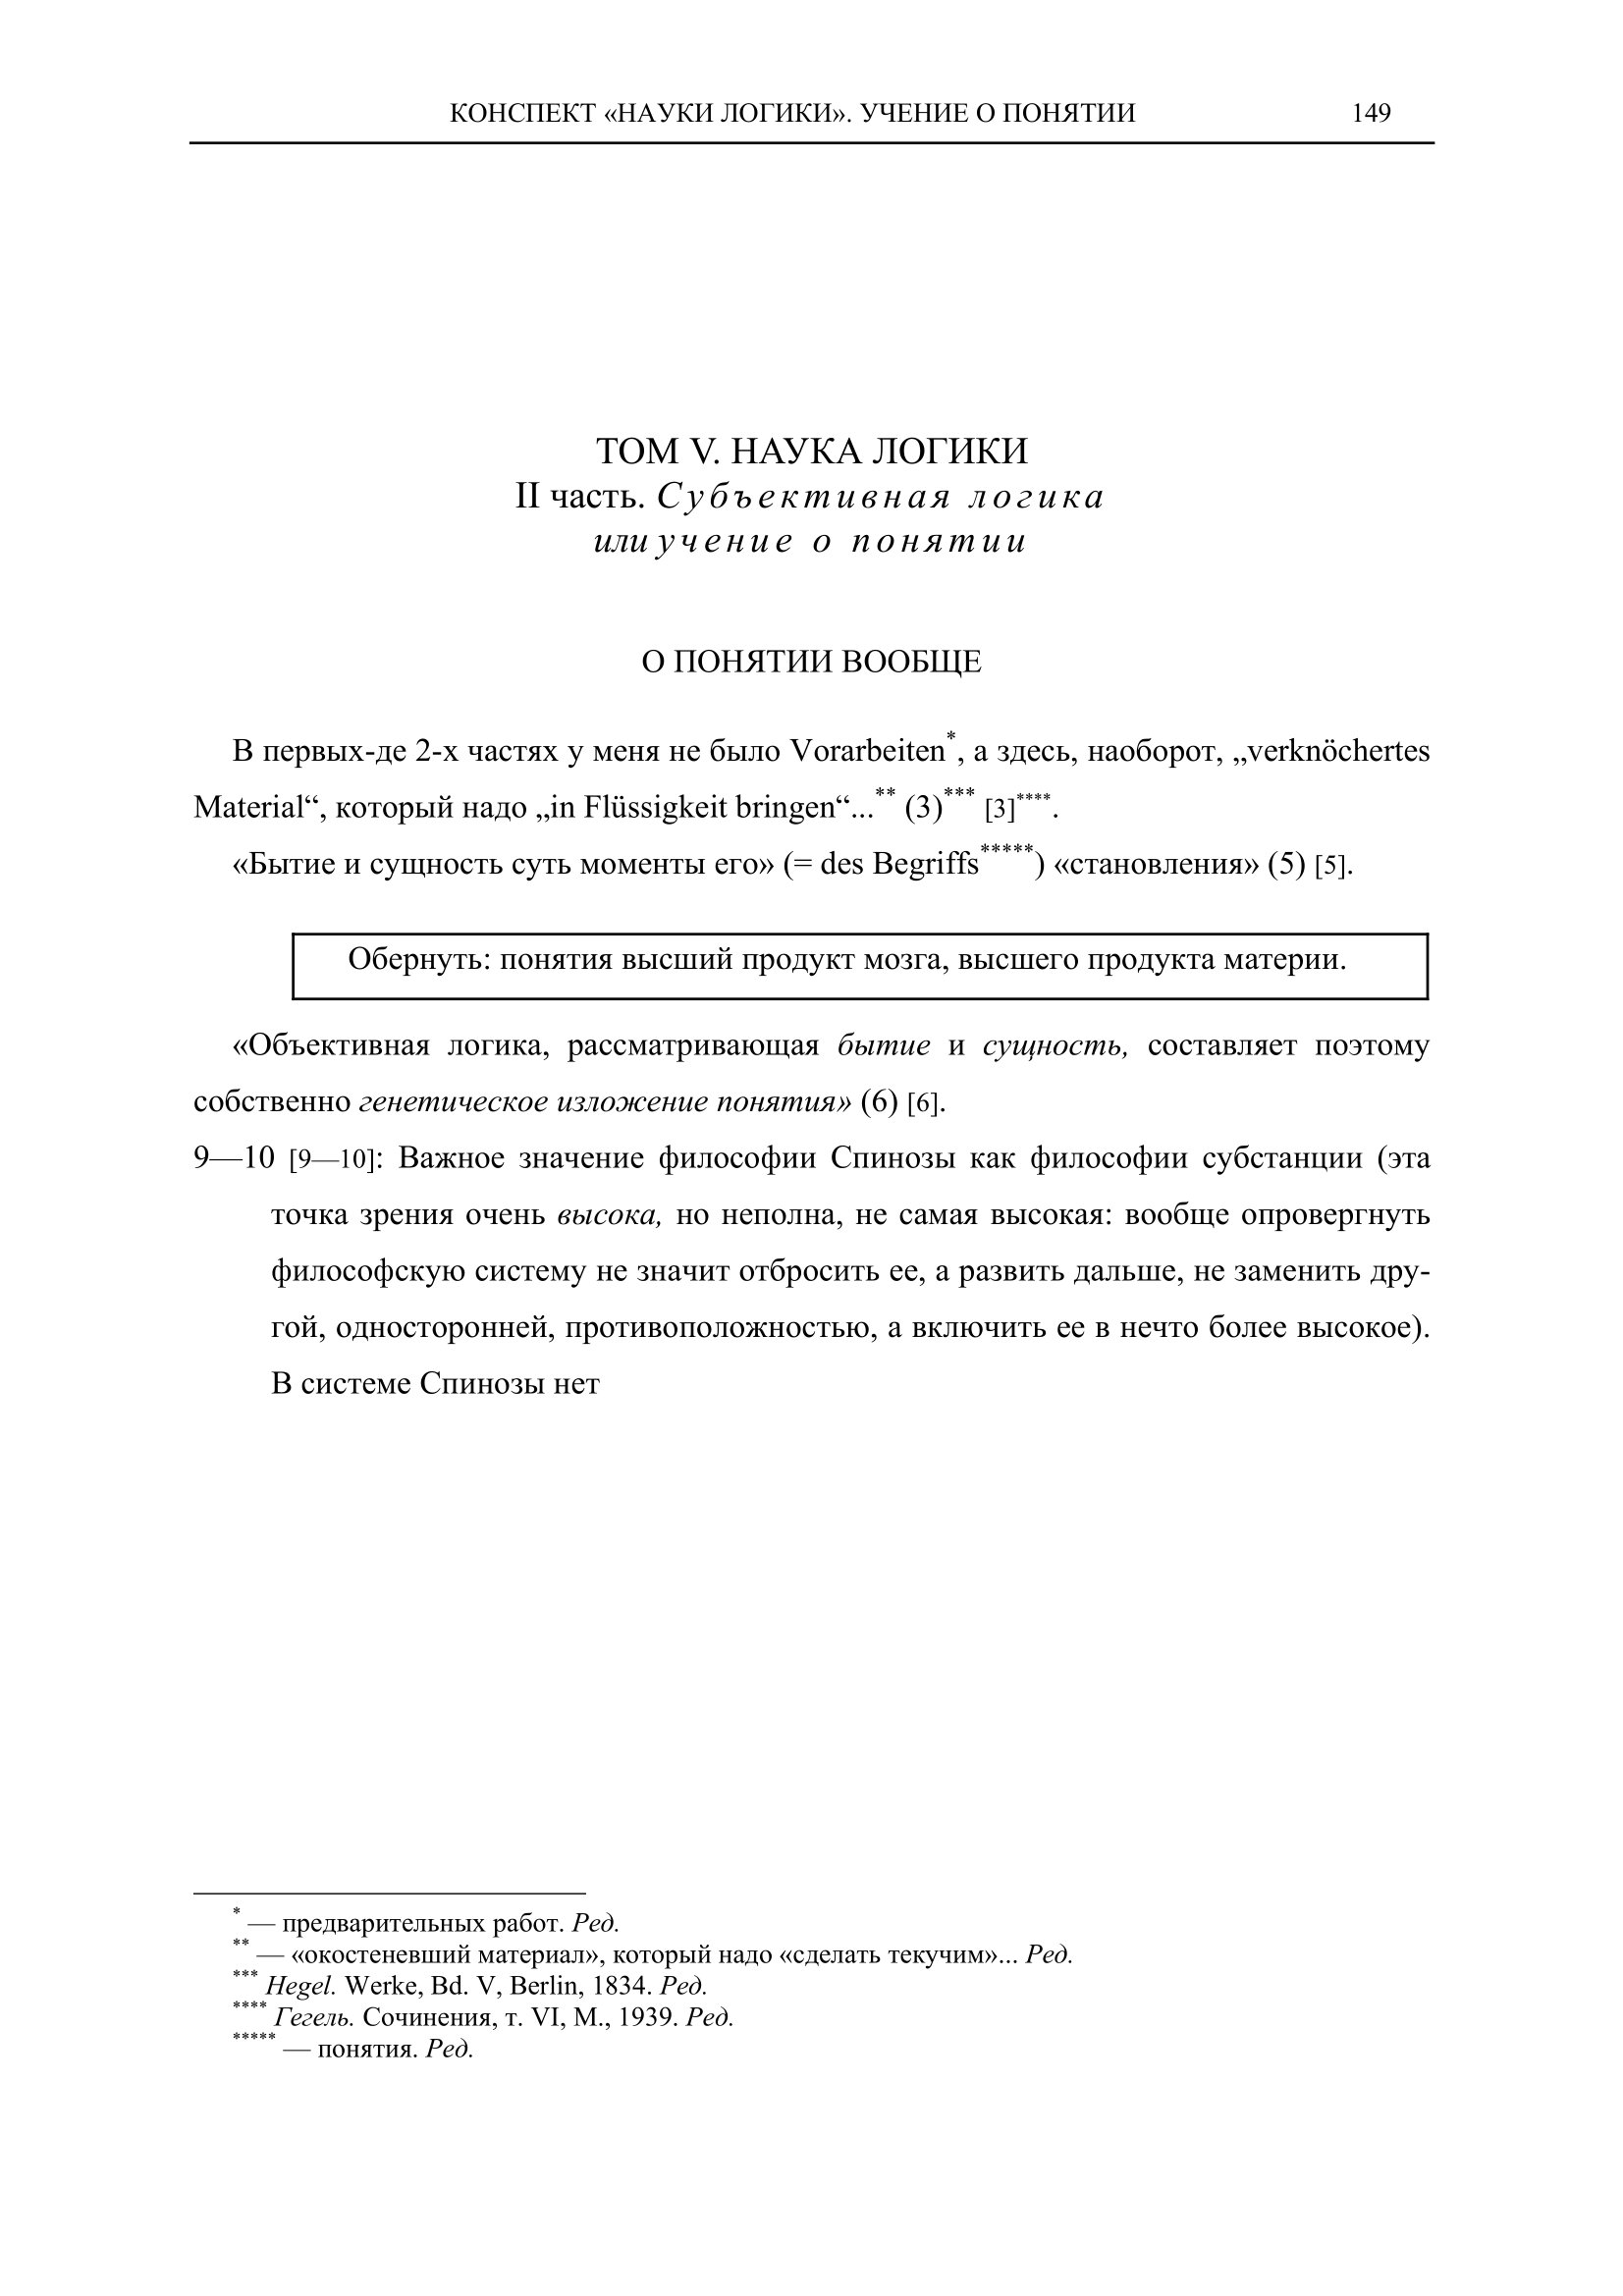 КОНСПЕКТ «НАУКИ ЛОГИКИ». УЧЕНИЕ О ПОНЯТИИ 149
ТОМ V. НАУКА ЛОГИКИ
II часть. Субъективная логика
или учение о понятии
О ПОНЯТИИ ВООБЩЕ
В первых-де 2-х частях у меня не было Vorarbeiten*, а здесь, наоборот, „verknöchertes
Material“, который надо „in Flüssigkeit bringen“...** (3)*** [3]****.
«Бытие и сущность суть моменты его» (= des Begriffs*****) «становления» (5) [5].
Обернуть: понятия высший продукт мозга, высшего продукта материи.
«Объективная логика, рассматривающая бытие и сущность, составляет поэтому
собственно генетическое изложение понятия» (6) [6].
9—10 [9—10]: Важное значение философии Спинозы как философии субстанции (эта
точка зрения очень высока, но неполна, не самая высокая: вообще опровергнуть
философскую систему не значит отбросить ее, а развить дальше, не заменить дру-
гой, односторонней, противоположностью, а включить ее в нечто более высокое).
В системе Спинозы нет
* — предварительных работ. Ред.
** — «окостеневший материал», который надо «сделать текучим»... Ред.
*** Hegel. Werke, Bd. V, Berlin, 1834. Ред.
**** Гегель. Сочинения, т. VI, М., 1939. Ред.
***** — понятия. Ред.